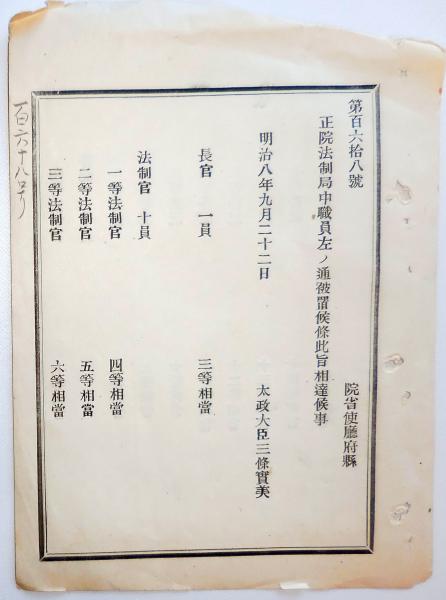 第百六拾八號
院省使廳府縣
正院法制局中職員左ノ通被置候條此旨相達候事
明治八年九月二十二日
太政大臣三條實美
長官 一員 三等相當
法制官 十員
一等法制官 四等相當
二等法制官 五等相當
三等法制官 六等相當
百六十八号